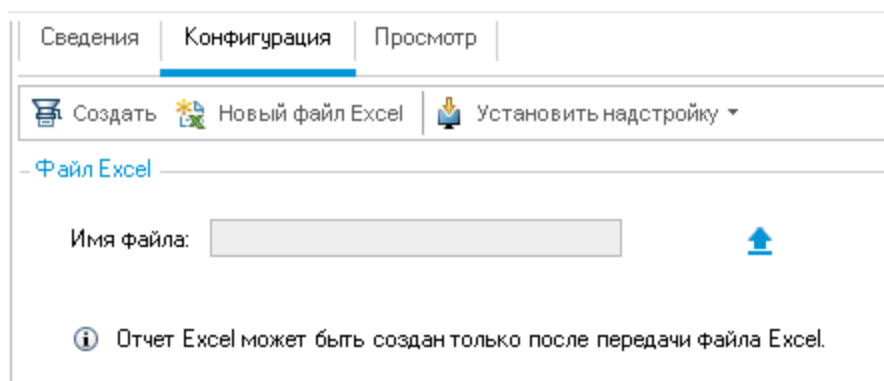 Сведения Конфигурация Просмотр
Создать Новый файл Excel Установить надстройку
Файл Excel
Имя файла:
Отчет Excel может быть создан только после передачи файла Excel.